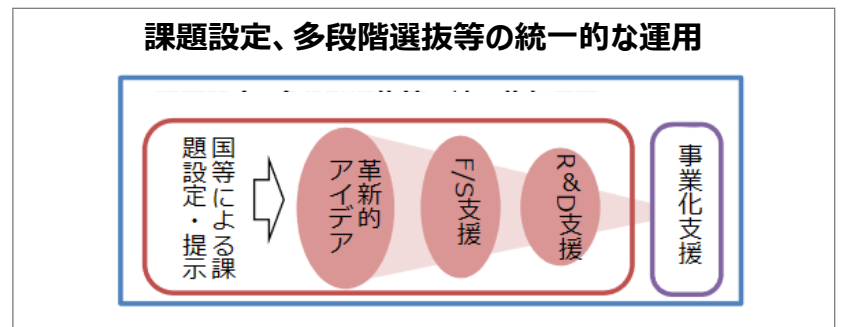 課題設定、多段階選抜等の統一的な運用
国等による課
題設定・提示
革新的
アイデア
F/S支援
R&D支援
事業化支援